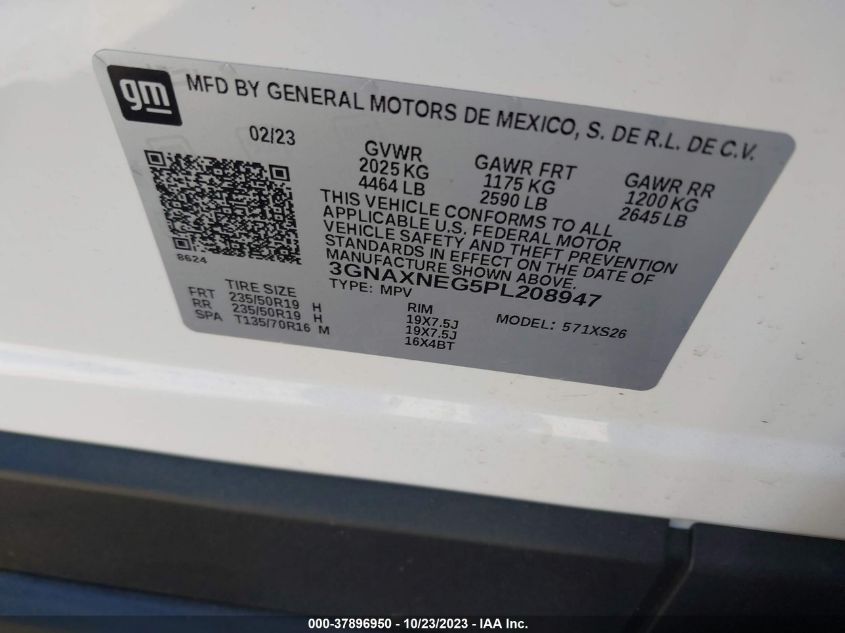 gm
MFD BY GENERAL MOTORS DE MEXICO, S. DE R.L. DE C.V.
02/23
GVWR
2025 KG
4464 LB
GAWR FRT
1175 KG
2590 LB
GAWR RR
1200 KG
2645 LB
THIS VEHICLE CONFORMS TO ALL
APPLICABLE U.S. FEDERAL MOTOR
VEHICLE SAFETY AND THEFT PREVENTION
STANDARDS IN EFFECT ON THE DATE OF
MANUFACTURE SHOWN ABOVE.
3GNAXNEG5PL208947
TYPE: MPV
MODEL: 571XS26
8624
TIRE SIZE
RIM
FRT 235/50R19 H 19X7.5J
RR 235/50R19 H 19X7.5J
SPA T135/70R16 M 16X4BT
000-37896950 - 10/23/2023 - IAA Inc.